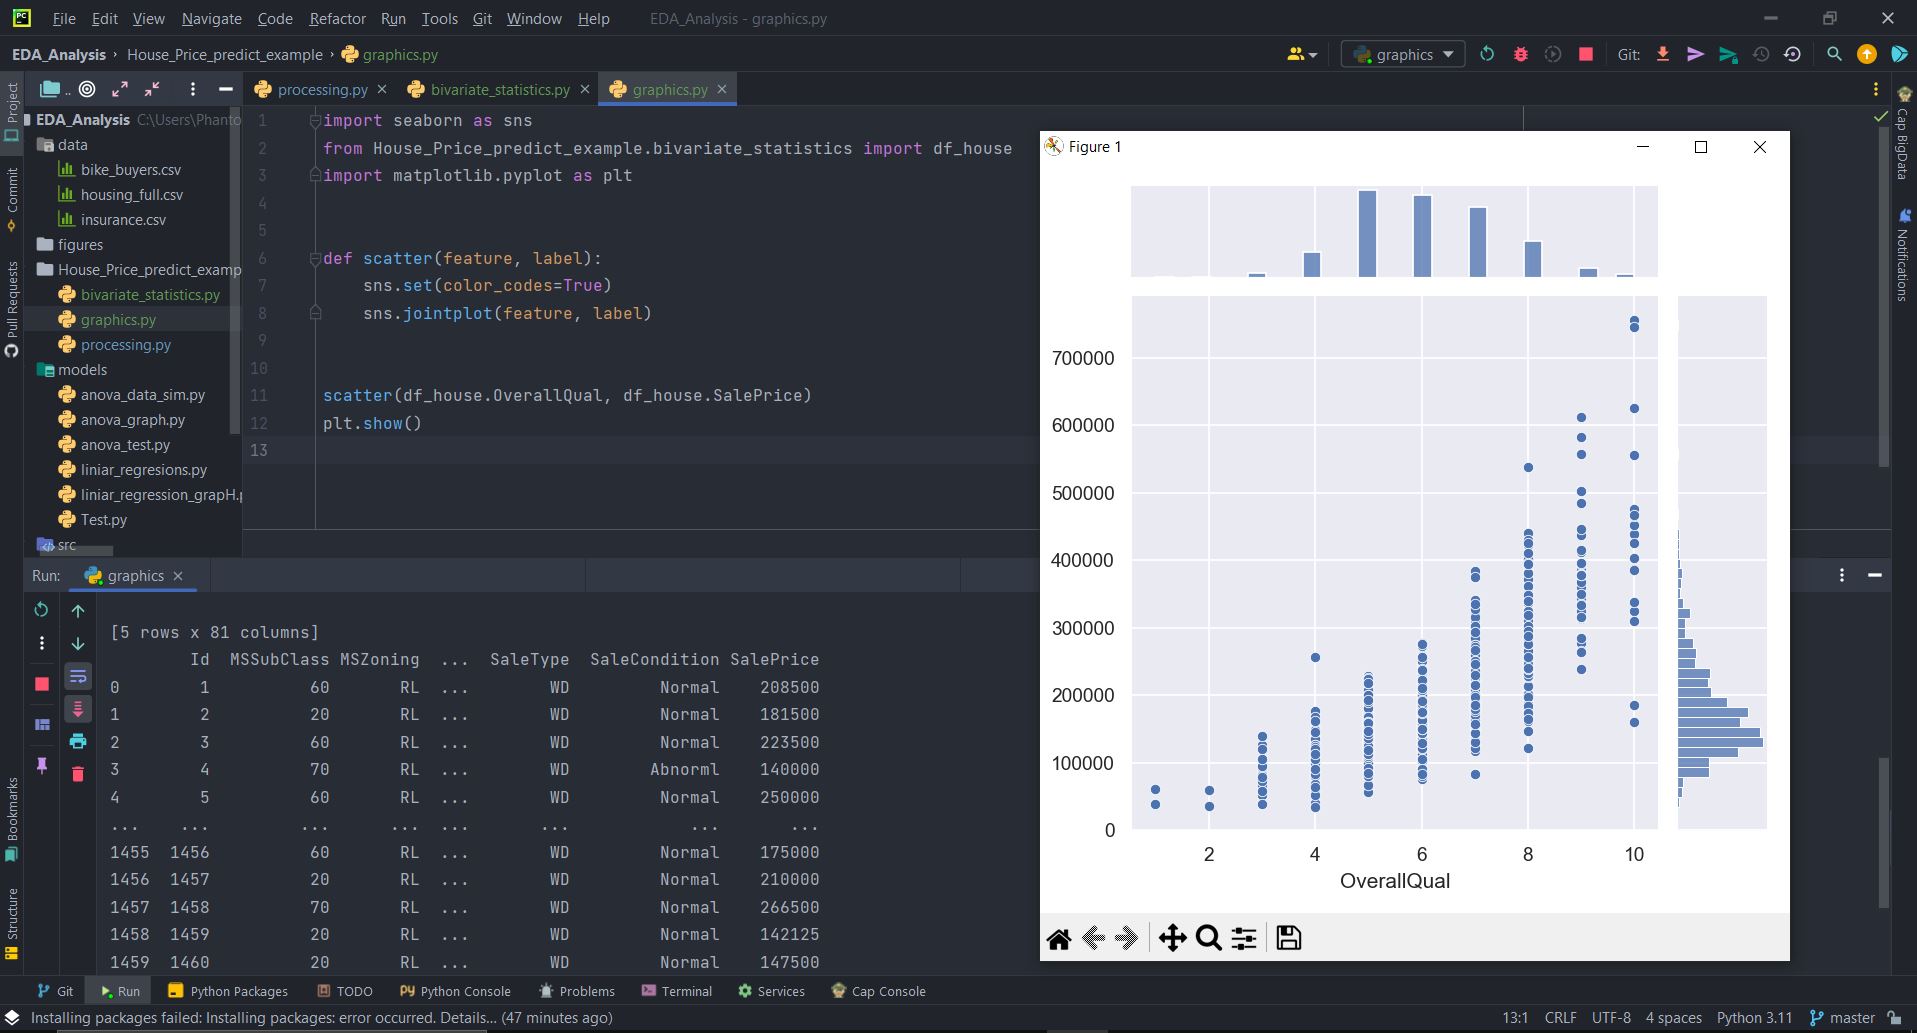 PC File Edit View Navigate Code Refactor Run Tools Git Window Help EDA_Analysis - graphics.py
EDA_Analysis › House_Price_predict_example › graphics.py
graphics Git:
Project
Commit
Pull Requests
Bookmarks
Structure
..
EDA_Analysis C:\Users\Phanto
data
bike_buyers.csv
housing_full.csv
insurance.csv
figures
House_Price_predict_examp
bivariate_statistics.py
graphics.py
processing.py
models
anova_data_sim.py
anova_graph.py
anova_test.py
liniar_regresions.py
liniar_regression_grapH.
Test.py
src
processing.py bivariate_statistics.py graphics.py
1 import seaborn as sns
2 from House_Price_predict_example.bivariate_statistics import df_house
3 import matplotlib.pyplot as plt
4
5
6 def scatter(feature, label):
7 sns.set(color_codes=True)
8 sns.jointplot(feature, label)
9
10
11 scatter(df_house.OverallQual, df_house.SalePrice)
12 plt.show()
13
Cap BigData
Notifications
Figure 1
700000
600000
500000
400000
300000
200000
100000
0
2 4 6 8 10
OverallQual
Run: graphics
[5 rows x 81 columns]
Id MSSubClass MSZoning ... SaleType SaleCondition SalePrice
0 1 60 RL ... WD Normal 208500
1 2 20 RL ... WD Normal 181500
2 3 60 RL ... WD Normal 223500
3 4 70 RL ... WD Abnorml 140000
4 5 60 RL ... WD Normal 250000
... ... ... ... ... ... ... ...
1455 1456 60 RL ... WD Normal 175000
1456 1457 20 RL ... WD Normal 210000
1457 1458 70 RL ... WD Normal 266500
1458 1459 20 RL ... WD Normal 142125
1459 1460 20 RL ... WD Normal 147500
Git Run Python Packages TODO Python Console Problems Terminal Services Cap Console
Installing packages failed: Installing packages: error occurred. Details... (47 minutes ago) 13:1 CRLF UTF-8 4 spaces Python 3.11 master